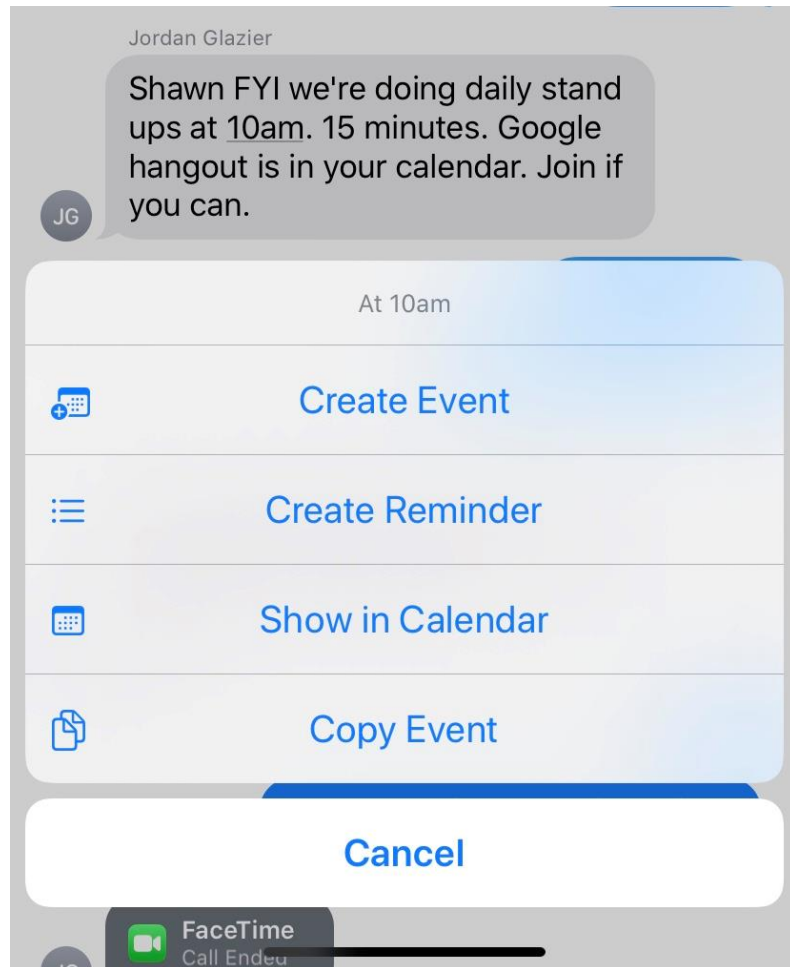 Jordan Glazier
Shawn FYI we're doing daily stand
ups at 10am. 15 minutes. Google
hangout is in your calendar. Join if
you can.
JG
At 10am
Create Event
Create Reminder
Show in Calendar
Copy Event
Cancel
FaceTime
Call Ended